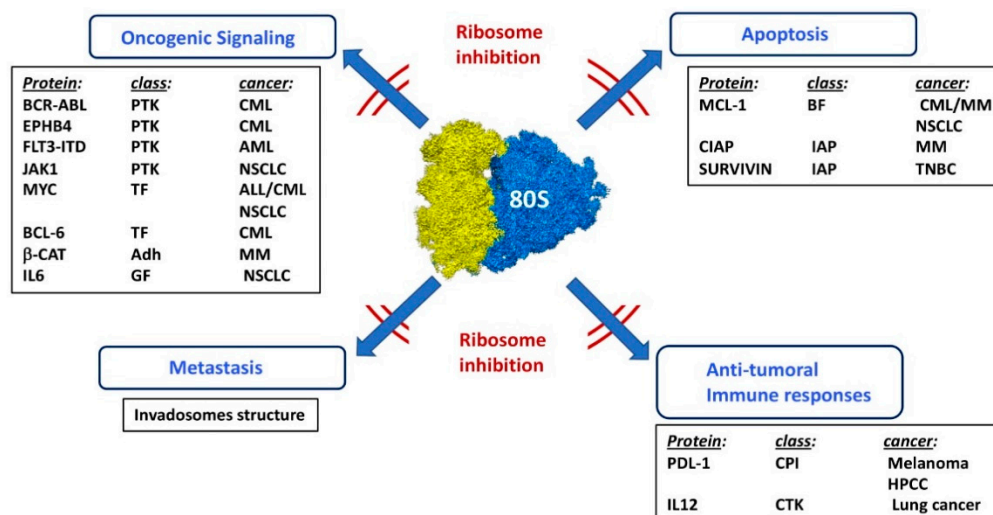 Oncogenic Signaling
Protein: class: cancer:
BCR-ABL PTK CML
EPHB4 PTK CML
FLT3-ITD PTK AML
JAK1 PTK NSCLC
MYC TF ALL/CML
NSCLC
BCL-6 TF CML
β-CAT Adh MM
IL6 GF NSCLC
Ribosome
inhibition
Apoptosis
Protein: class: cancer:
MCL-1 BF CML/MM
NSCLC
CIAP IAP MM
SURVIVIN IAP TNBC
80S
Metastasis
Invadosomes structure
Ribosome
inhibition
Anti-tumoral
Immune responses
Protein: class: cancer:
PDL-1 CPI Melanoma
HPCC
IL12 CTK Lung cancer